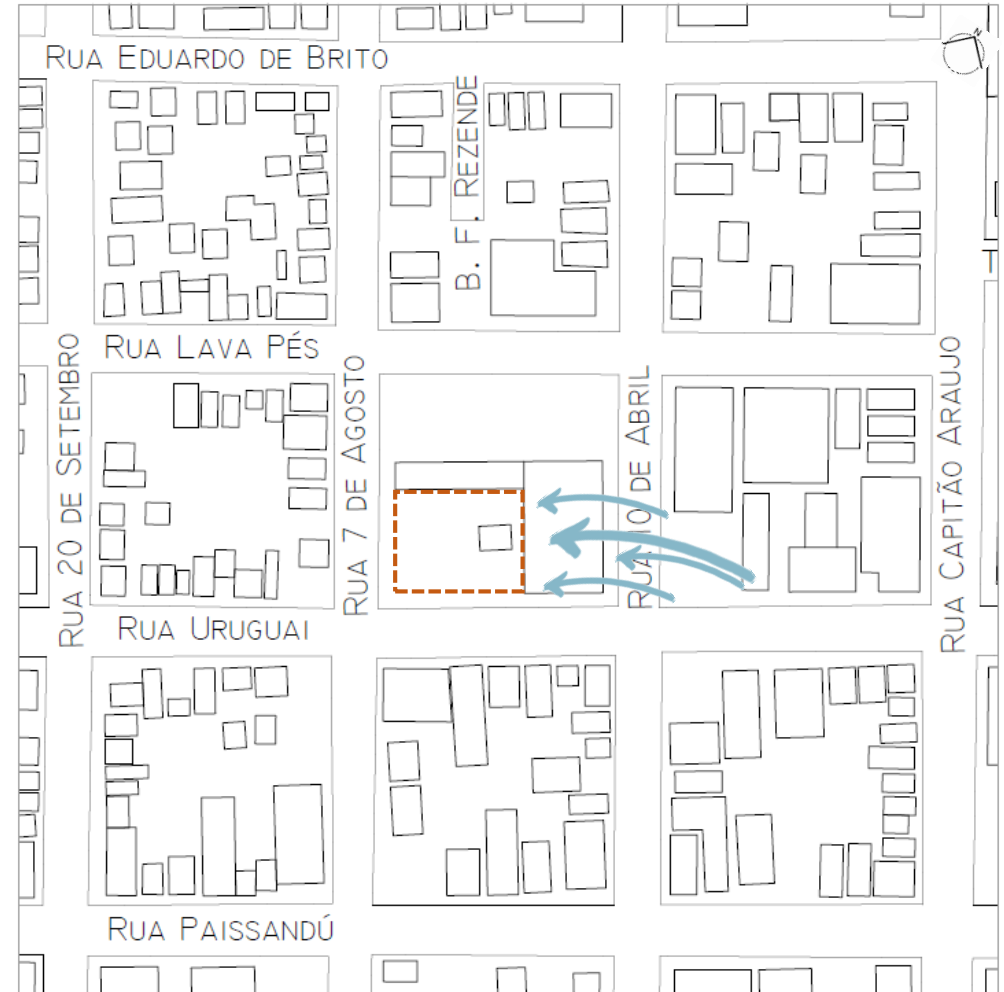 RUA EDUARDO DE BRITO
B. F. REZENDE
RUA LAVA PÉS
RUA 20 DE SETEMBRO
RUA 7 DE AGOSTO
RUA 10 DE ABRIL
RUA CAPITÃO ARAUJO
RUA URUGUAI
RUA PAISSANDÚ
T
N